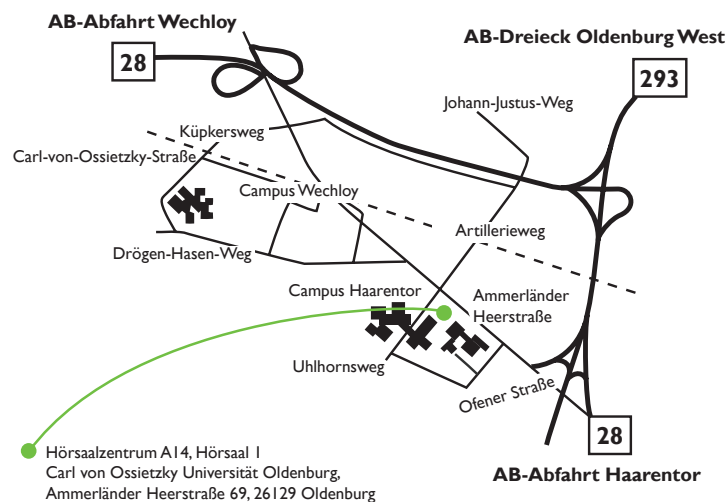 AB-Abfahrt Wechloy
28
AB-Dreieck Oldenburg West
293
Johann-Justus-Weg
Küpkersweg
Carl-von-Ossietzky-Straße
Campus Wechloy
Artillerieweg
Drögen-Hasen-Weg
Campus Haarentor
Ammerländer
Heerstraße
Uhlhornsweg
Ofener Straße
28
AB-Abfahrt Haarentor
Hörsaalzentrum A14, Hörsaal 1
Carl von Ossietzky Universität Oldenburg,
Ammerländer Heerstraße 69, 26129 Oldenburg